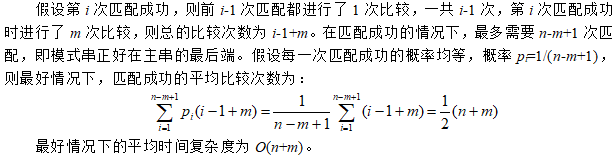 假设第 i 次匹配成功，则前 i-1 次匹配都进行了 1 次比较，一共 i-1 次，第 i 次匹配成功
时进行了 m 次比较，则总的比较次数为 i-1+m。在匹配成功的情况下，最多需要 n-m+1 次匹
配，即模式串正好在主串的最后端。假设每一次匹配成功的概率均等，概率 pᵢ=1/(n-m+1)，
则最好情况下，匹配成功的平均比较次数为：
\sum_{i=1}^{n-m+1} p_i(i-1+m) = \frac{1}{n-m+1} \sum_{i=1}^{n-m+1} (i-1+m) = \frac{1}{2}(n+m)
最好情况下的平均时间复杂度为 O(n+m)。